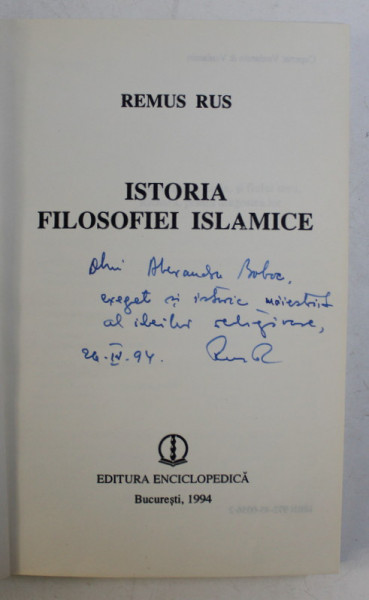 REMUS RUS
ISTORIA
FILOSOFIEI ISLAMICE
Dlui Alexandru Boboc,
exeget și istoric măiestrit
al ideilor religioase,
24.IV.94.
EDITURA ENCICLOPEDICĂ
București, 1994